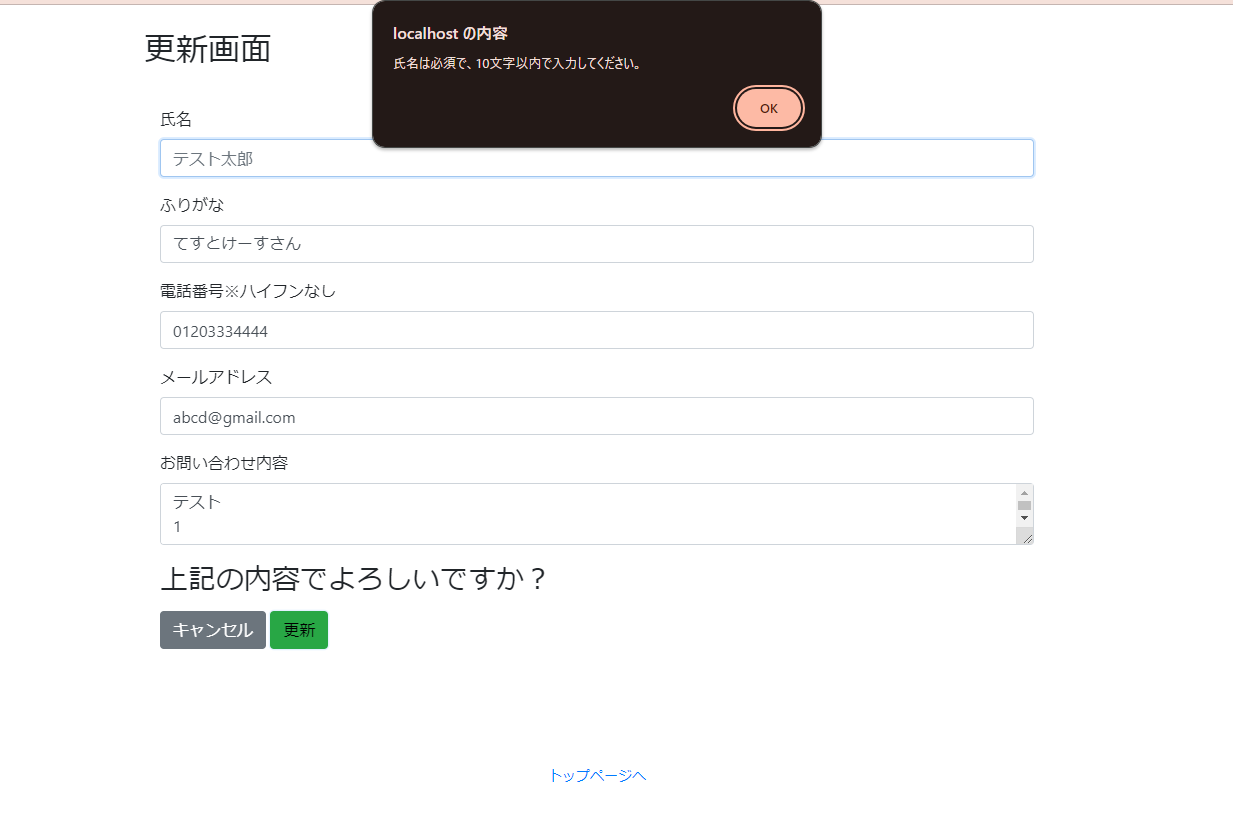 localhost の内容
氏名は必須で、10文字以内で入力してください。
OK
更新画面
氏名
テスト太郎
ふりがな
てすとけーすさん
電話番号※ハイフンなし
01203334444
メールアドレス
abcd@gmail.com
お問い合わせ内容
テスト
1
上記の内容でよろしいですか？
キャンセル 更新
トップページへ